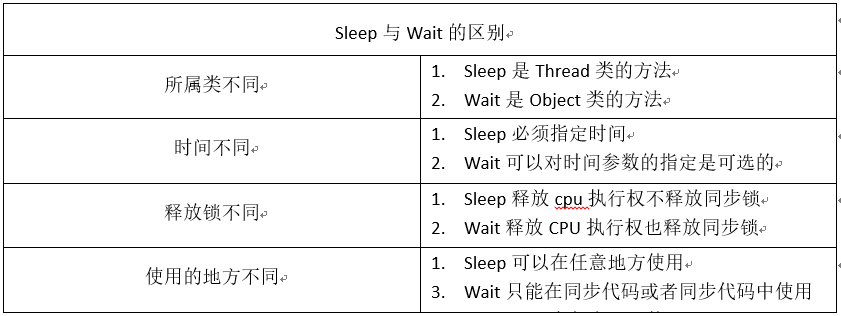 Sleep 与 Wait 的区别
所属类不同
1. Sleep 是 Thread 类的方法
2. Wait 是 Object 类的方法
时间不同
1. Sleep 必须指定时间
2. Wait 可以对时间参数的指定是可选的
释放锁不同
1. Sleep 释放 cpu 执行权不释放同步锁
2. Wait 释放 CPU 执行权也释放同步锁
使用的地方不同
1. Sleep 可以在任意地方使用
3. Wait 只能在同步代码或者同步代码中使用